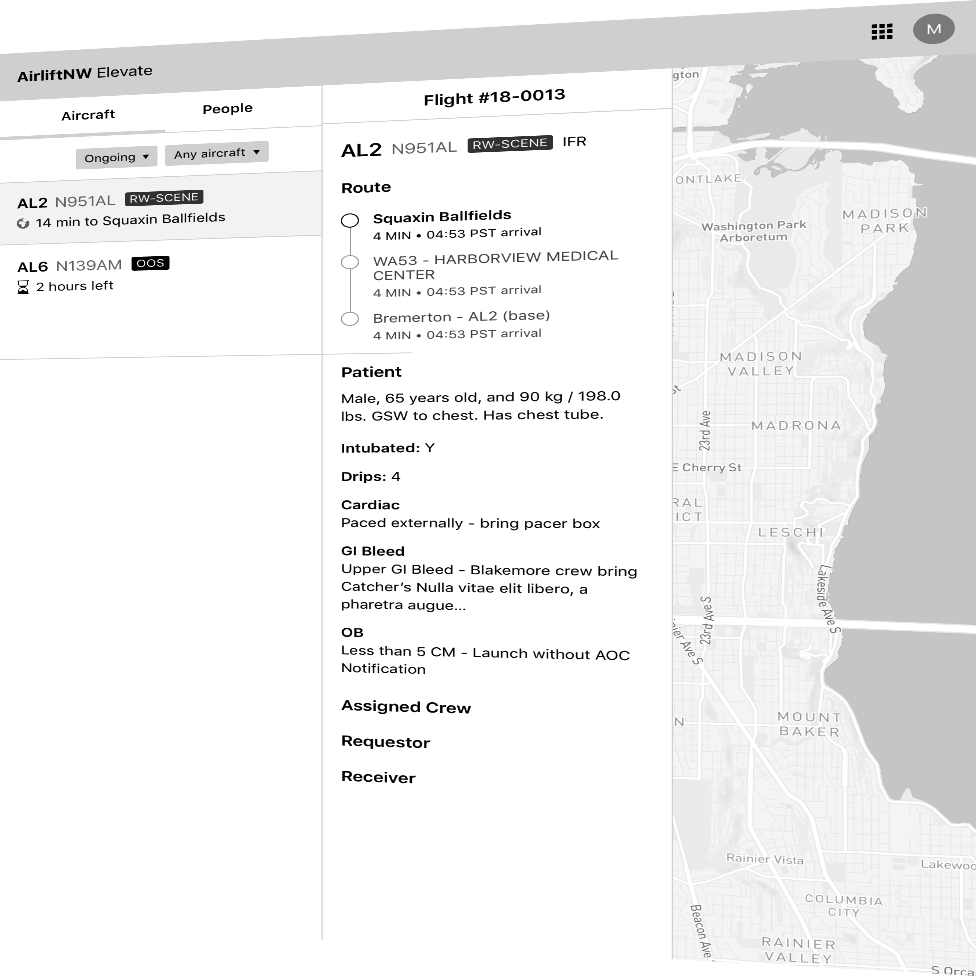 AirliftNW Elevate
M
Aircraft
People
Ongoing
Any aircraft
AL2 N951AL RW-SCENE
14 min to Squaxin Ballfields
AL6 N139AM OOS
2 hours left
Flight #18-0013
AL2 N951AL RW-SCENE IFR
Route
Squaxin Ballfields
4 MIN • 04:53 PST arrival
WA53 - HARBORVIEW MEDICAL
CENTER
4 MIN • 04:53 PST arrival
Bremerton - AL2 (base)
4 MIN • 04:53 PST arrival
Patient
Male, 65 years old, and 90 kg / 198.0
lbs. GSW to chest. Has chest tube.
Intubated: Y
Drips: 4
Cardiac
Paced externally - bring pacer box
GI Bleed
Upper GI Bleed - Blakemore crew bring
Catcher’s Nulla vitae elit libero, a
pharetra augue...
OB
Less than 5 CM - Launch without AOC
Notification
Assigned Crew
Requestor
Receiver
gton
ONTLAKE
Washington Park
Arboretum
MADISON
PARK
MADISON
VALLEY
st
23rd Ave
MADRONA
E Cherry St
RAL
ICT
LESCHI
Lakeside Ave S
23rd Ave S
nier Ave S
N
MOUNT
BAKER
Rainier Vista
Lakewoo
COLUMBIA
CITY
Beacon Ave
RAINIER
VALLEY
S Orca